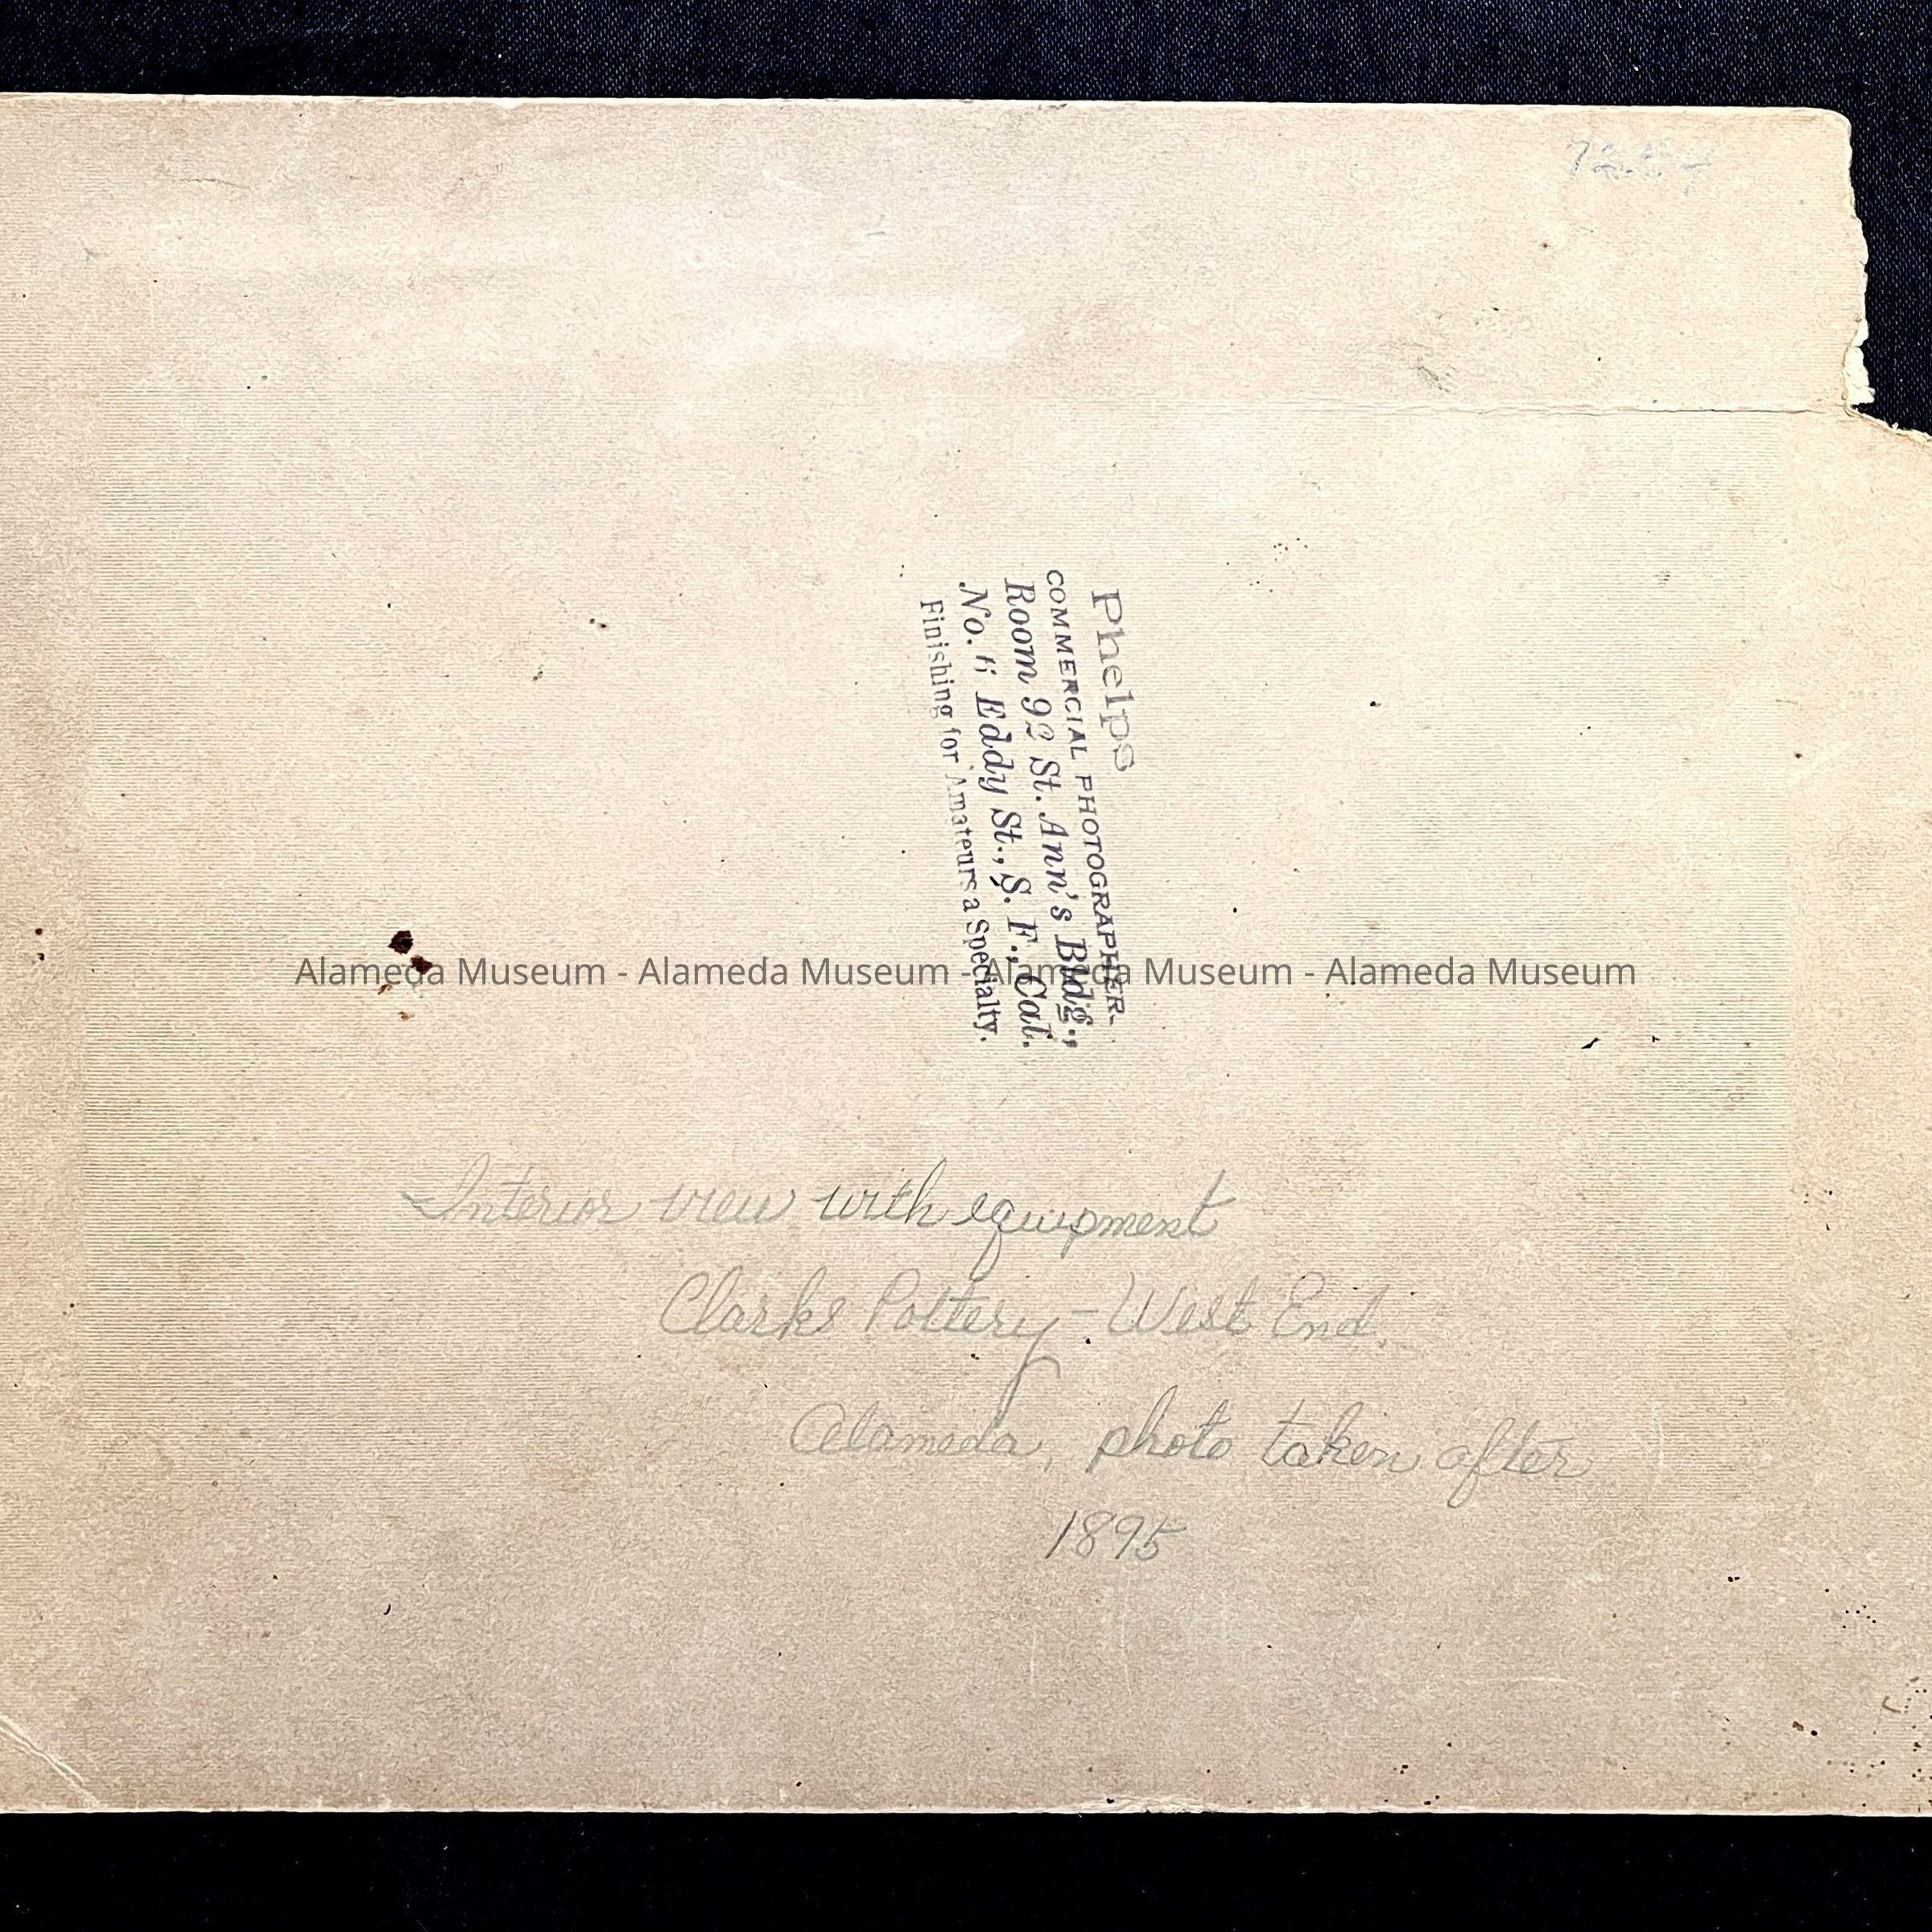 Phelps
COMMERCIAL PHOTOGRAPHER
Room 92 St. Ann's Bldg.,
No. Eddy St., S. F., Cal.
Finishing for Amateurs a Specialty.
Alameda Museum - Alameda Museum - Alameda Museum - Alameda Museum
Interior view with equipment
Clarks Pottery - West End
Alameda, photo taken after
1895